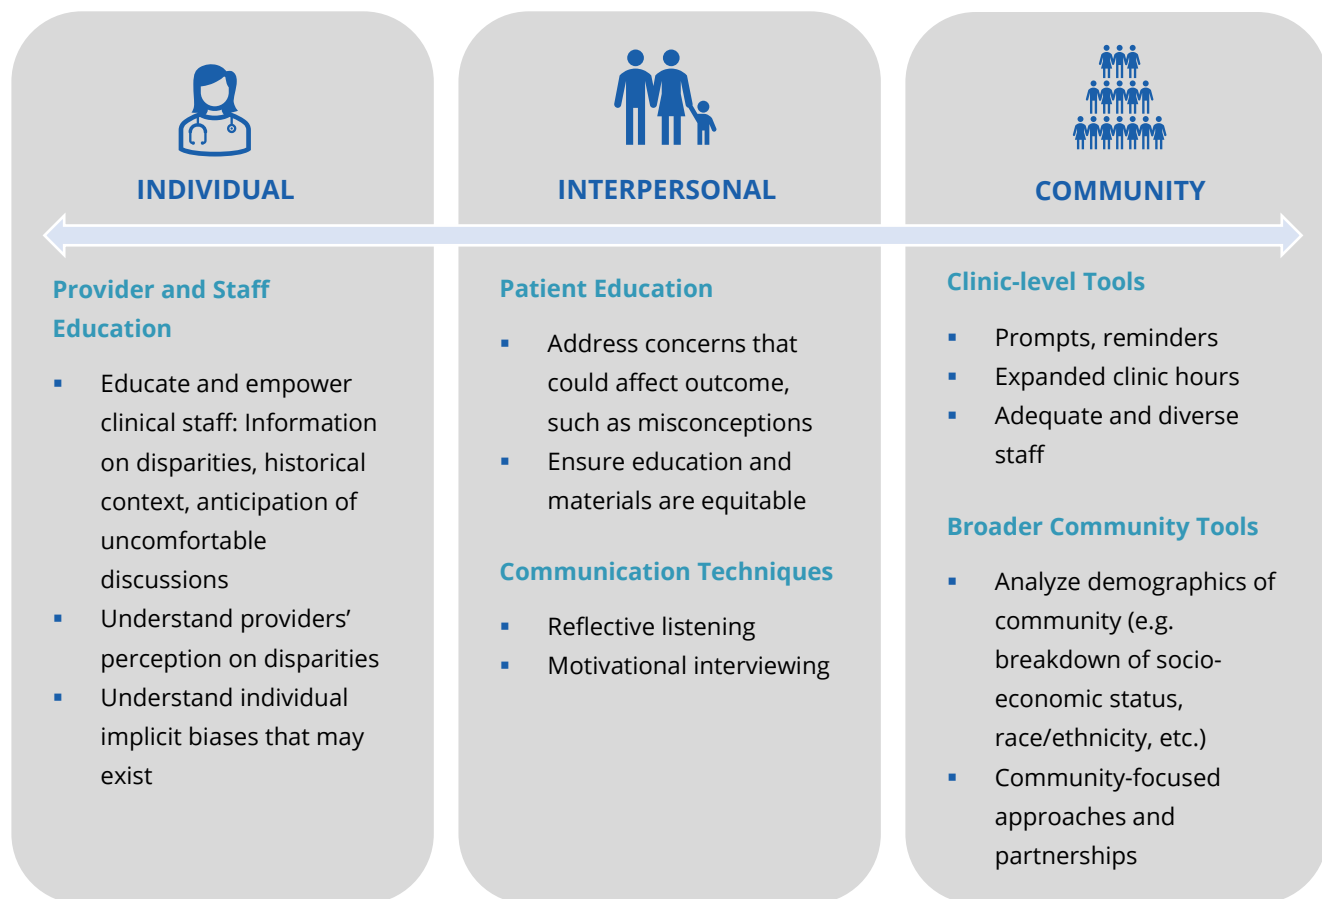 INDIVIDUAL
Provider and Staff
Education
▪ Educate and empower
clinical staff: Information
on disparities, historical
context, anticipation of
uncomfortable
discussions
▪ Understand providers’
perception on disparities
▪ Understand individual
implicit biases that may
exist
INTERPERSONAL
Patient Education
▪ Address concerns that
could affect outcome,
such as misconceptions
▪ Ensure education and
materials are equitable
Communication Techniques
▪ Reflective listening
▪ Motivational interviewing
COMMUNITY
Clinic-level Tools
▪ Prompts, reminders
▪ Expanded clinic hours
▪ Adequate and diverse
staff
Broader Community Tools
▪ Analyze demographics of
community (e.g.
breakdown of socio-
economic status,
race/ethnicity, etc.)
▪ Community-focused
approaches and
partnerships